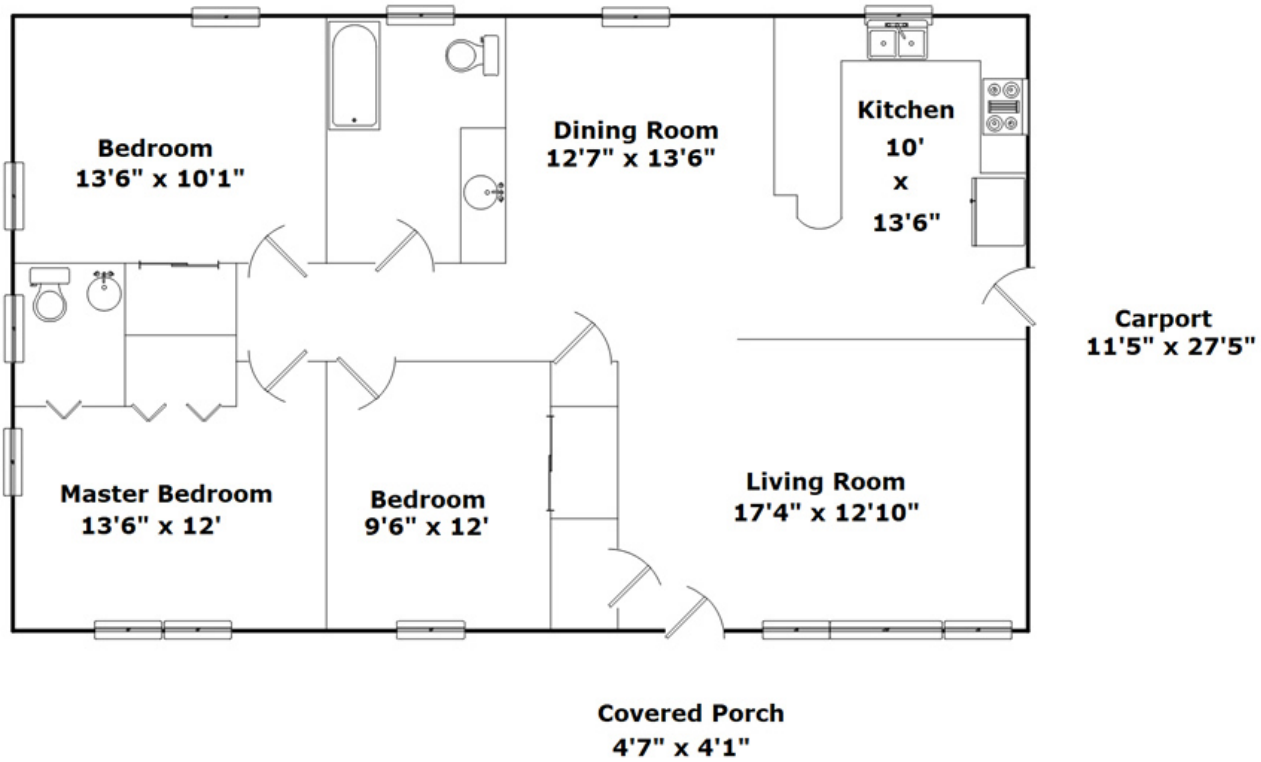 Bedroom
13'6" x 10'1"
Dining Room
12'7" x 13'6"
Kitchen
10'
x
13'6"
Carport
11'5" x 27'5"
Master Bedroom
13'6" x 12'
Bedroom
9'6" x 12'
Living Room
17'4" x 12'10"
Covered Porch
4'7" x 4'1"